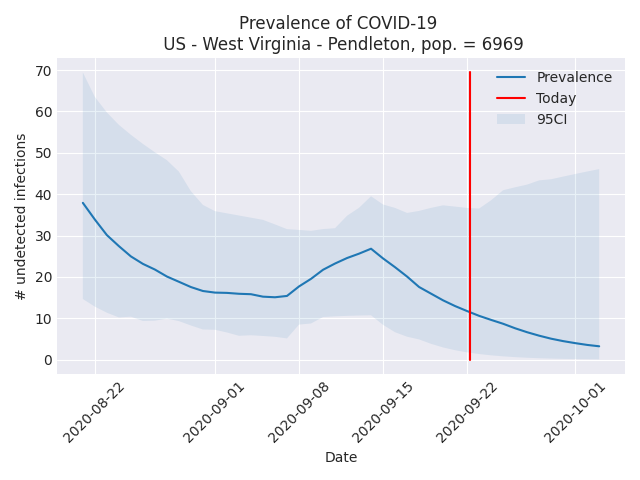 Prevalence of COVID-19
US - West Virginia - Pendleton, pop. = 6969
# undetected infections
70
60
50
40
30
20
10
0
Prevalence
Today
95CI
2020-08-22
2020-09-01
2020-09-08
2020-09-15
2020-09-22
2020-10-01
Date